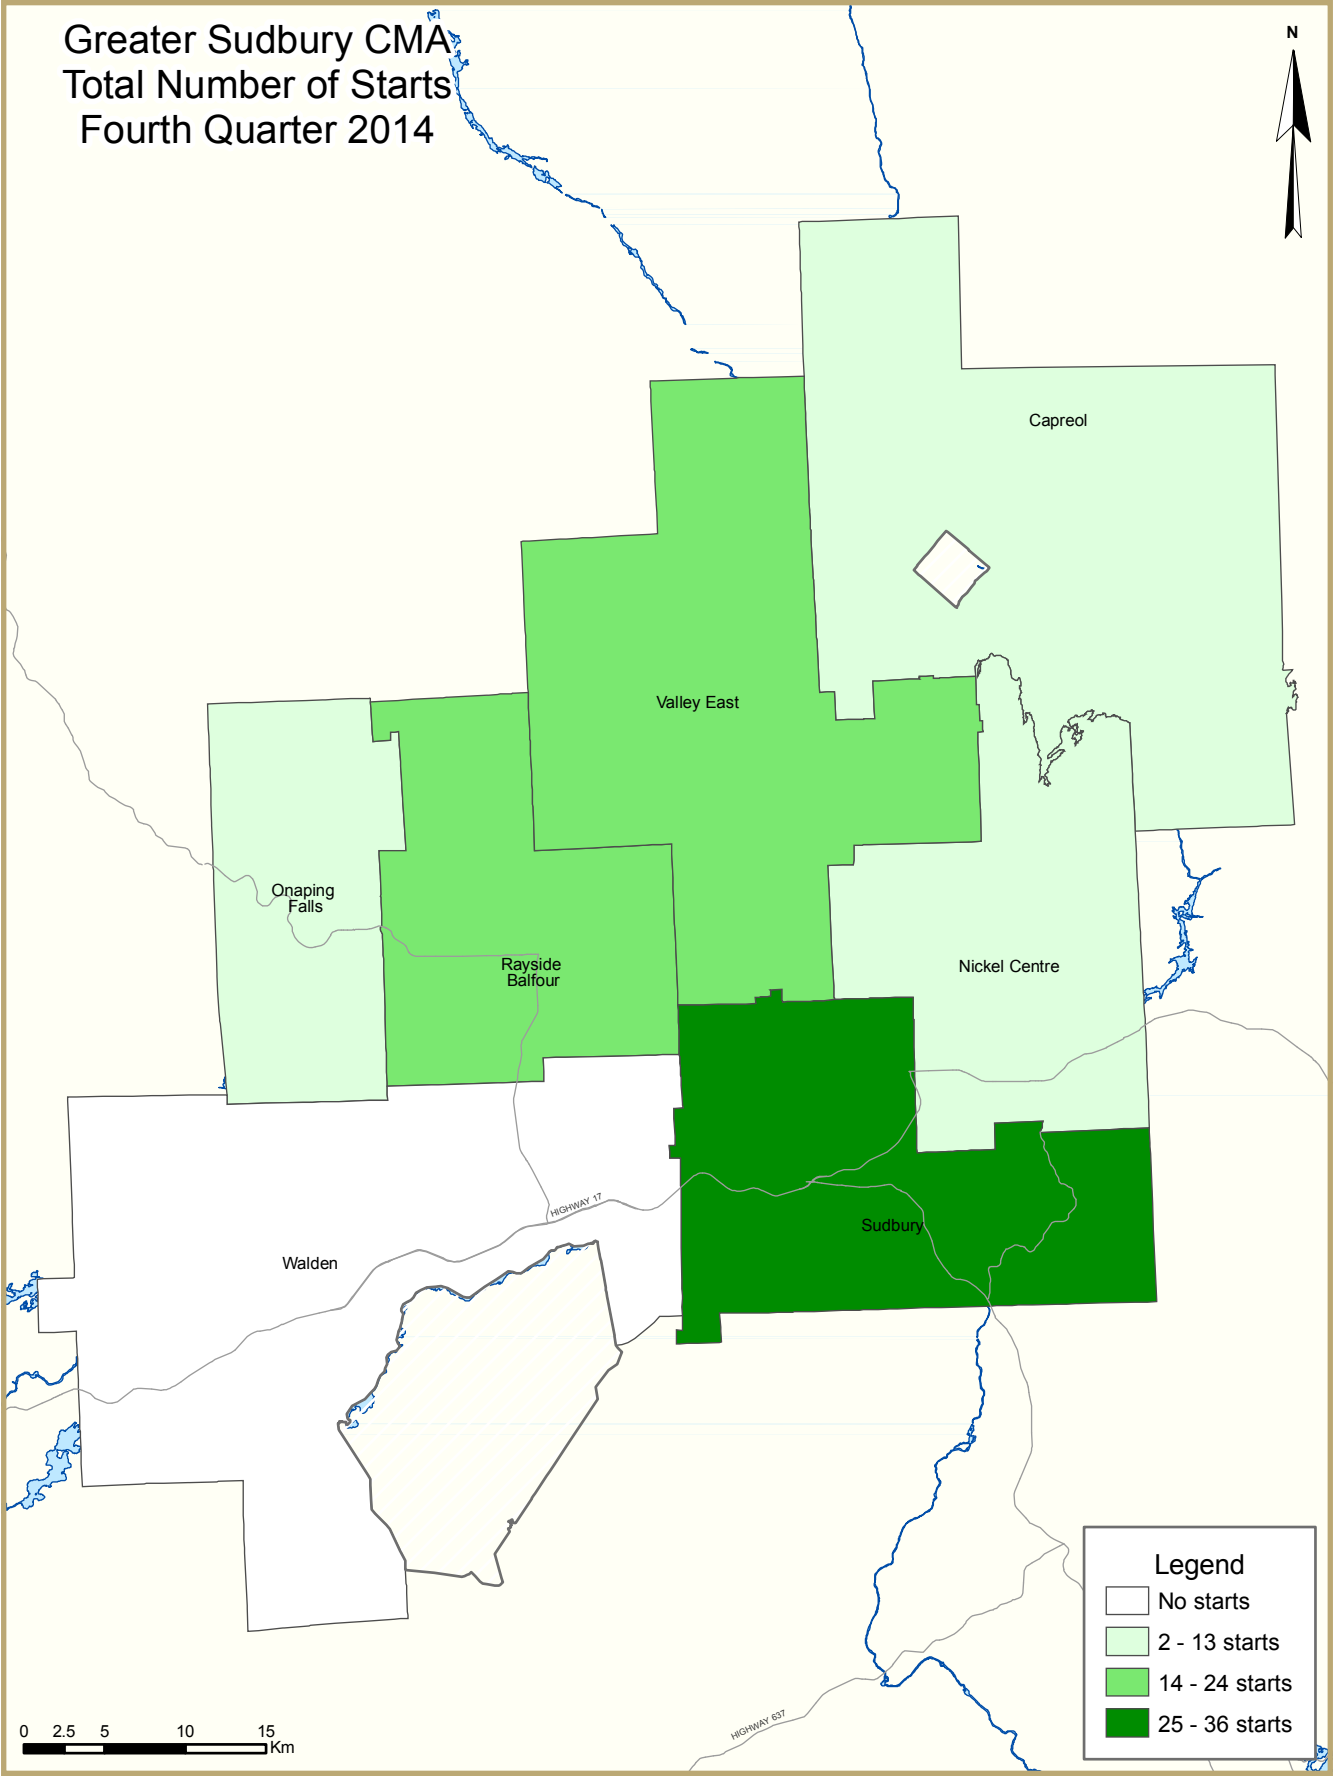 Greater Sudbury CMA
Total Number of Starts
Fourth Quarter 2014
N
Capreol
Valley East
Onaping
Falls
Rayside
Balfour
Nickel Centre
HIGHWAY 17
Sudbury
Walden
HIGHWAY 637
Legend
No starts
2 - 13 starts
14 - 24 starts
25 - 36 starts
0 2.5 5 10 15
Km